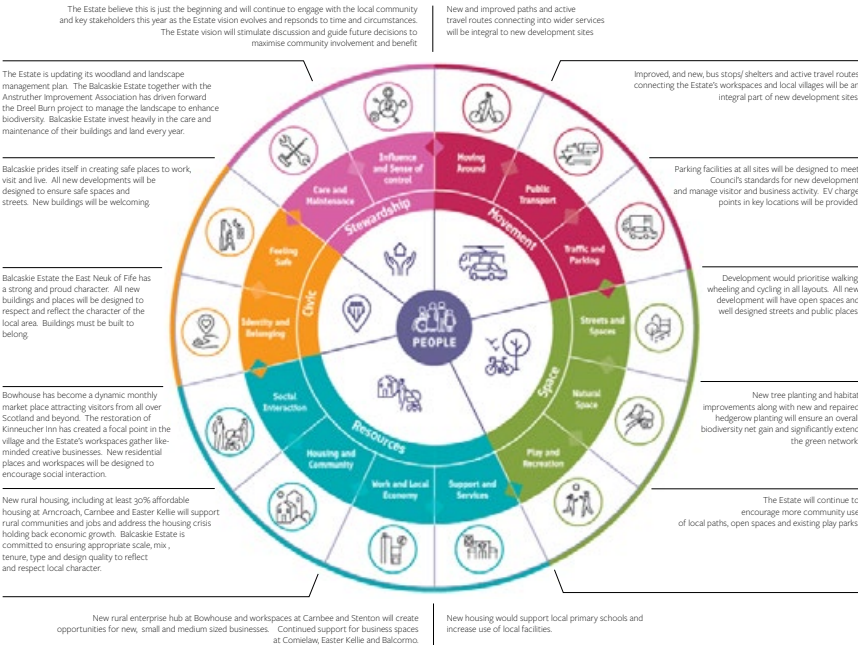 The Estate believe this is just the beginning and will continue to engage with the local community
and key stakeholders this year as the Estate vision evolves and repsonds to time and circumstances.
The Estate vision will stimulate discussion and guide future decisions to
maximise community involvement and benefit
New and improved paths and active
travel routes connecting into wider services
will be integral to new development sites
The Estate is updating its woodland and landscape
management plan. The Balcaskie Estate together with the
Anstruther Improvement Association has driven forward
the Dreel Burn project to manage the landscape to enhance
biodiversity. Balcaskie Estate invest heavily in the care and
maintenance of their buildings and land every year.
Improved, and new, bus stops/ shelters and active travel routes
connecting the Estate's workspaces and local villages will be an
integral part of new development sites
Balcaskie prides itself in creating safe places to work,
visit and live. All new developments will be
designed to ensure safe spaces and
streets. New buildings will be welcoming.
Parking facilities at all sites will be designed to meet
Council's standards for new development
and manage visitor and business activity. EV charge
points in key locations will be provided
Balcaskie Estate the East Neuk of Fife has
a strong and proud character. All new
buildings and places will be designed to
respect and reflect the character of the
local area. Buildings must be built to
belong.
Development would prioritise walking
wheeling and cycling in all layouts. All new
development will have open spaces and
well designed streets and public places
Bowhouse has become a dynamic monthly
market place attracting visitors from all over
Scotland and beyond. The restoration of
Kinneucher Inn has created a focal point in the
village and the Estate's workspaces gather like-
minded creative businesses. New residential
places and workspaces will be designed to
encourage social interaction.
New tree planting and habitat
improvements along with new and repaired
hedgerow planting will ensure an overal
biodiversity net gain and significantly extend
the green network
New rural housing, including at least 30% affordable
housing at Arncroach, Carnbee and Easter Kellie will support
rural communities and jobs and address the housing crisis
holding back economic growth. Balcaskie Estate is
committed to ensuring appropriate scale, mix ,
tenure, type and design quality to reflect
and respect local character.
The Estate will continue to
encourage more community use
of local paths, open spaces and existing play parks
New rural enterprise hub at Bowhouse and workspaces at Carnbee and Stenton will create
opportunities for new, small and medium sized businesses. Continued support for business spaces
at Comielaw, Easter Kellie and Balcormo.
New housing would support local primary schools and
increase use of local facilities.
Influence
and Sense of
control
Moving
Around
Care and
Maintenance
Public
Transport
Stewardship
Movement
Feeling
Safe
Traffic and
Parking
Civic
PEOPLE
Identity and
Belonging
Streets and
Spaces
Space
Natural
Space
Social
Interaction
Resources
Play and
Recreation
Housing and
Community
Work and Local
Economy
Support and
Services